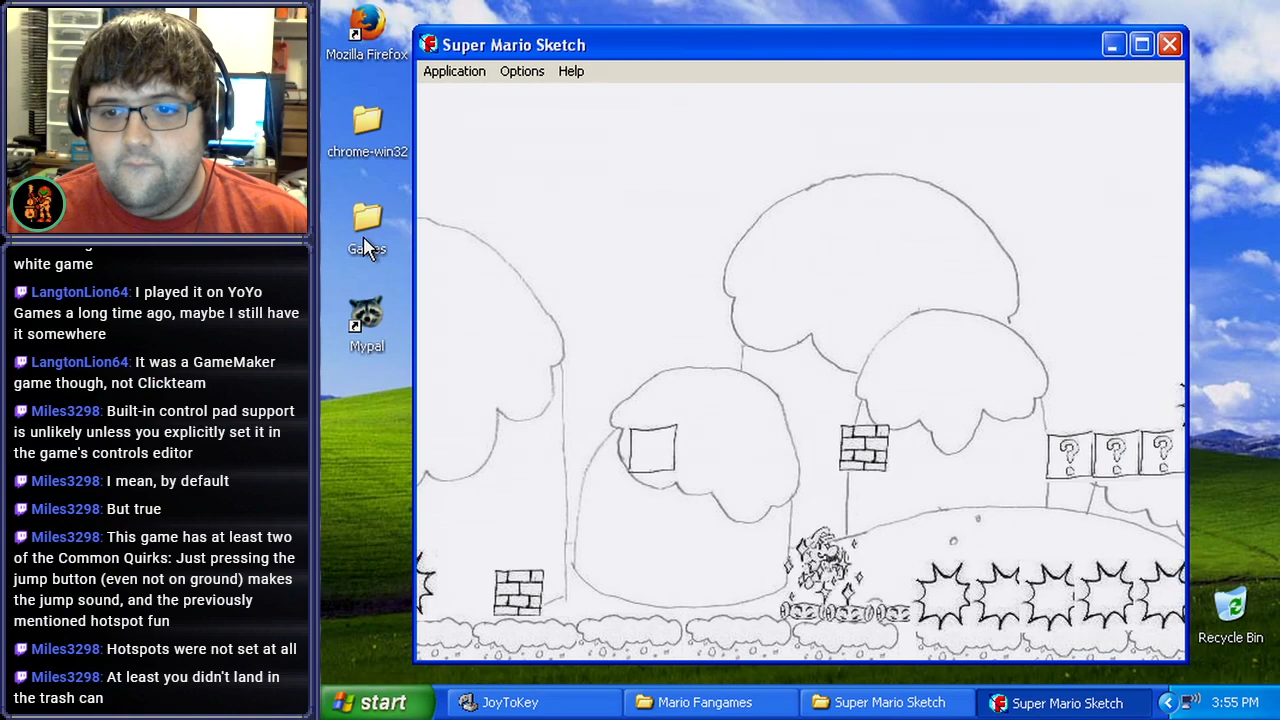 white game
LangtonLion64: I played it on YoYo
Games a long time ago, maybe I still have
it somewhere
LangtonLion64: It was a GameMaker
game though, not Clickteam
Miles3298: Built-in control pad support
is unlikely unless you explicitly set it in
the game's controls editor
Miles3298: I mean, by default
Miles3298: But true
Miles3298: This game has at least two
of the Common Quirks: Just pressing the
jump button (even not on ground) makes
the jump sound, and the previously
mentioned hotspot fun
Miles3298: Hotspots were not set at all
Miles3298: At least you didn't land in
the trash can
Mozilla Firefox
chrome-win32
Games
Mypal
Super Mario Sketch
Application Options Help
? ? ?
Recycle Bin
start JoyToKey Mario Fangames Super Mario Sketch Super Mario Sketch 3:55 PM